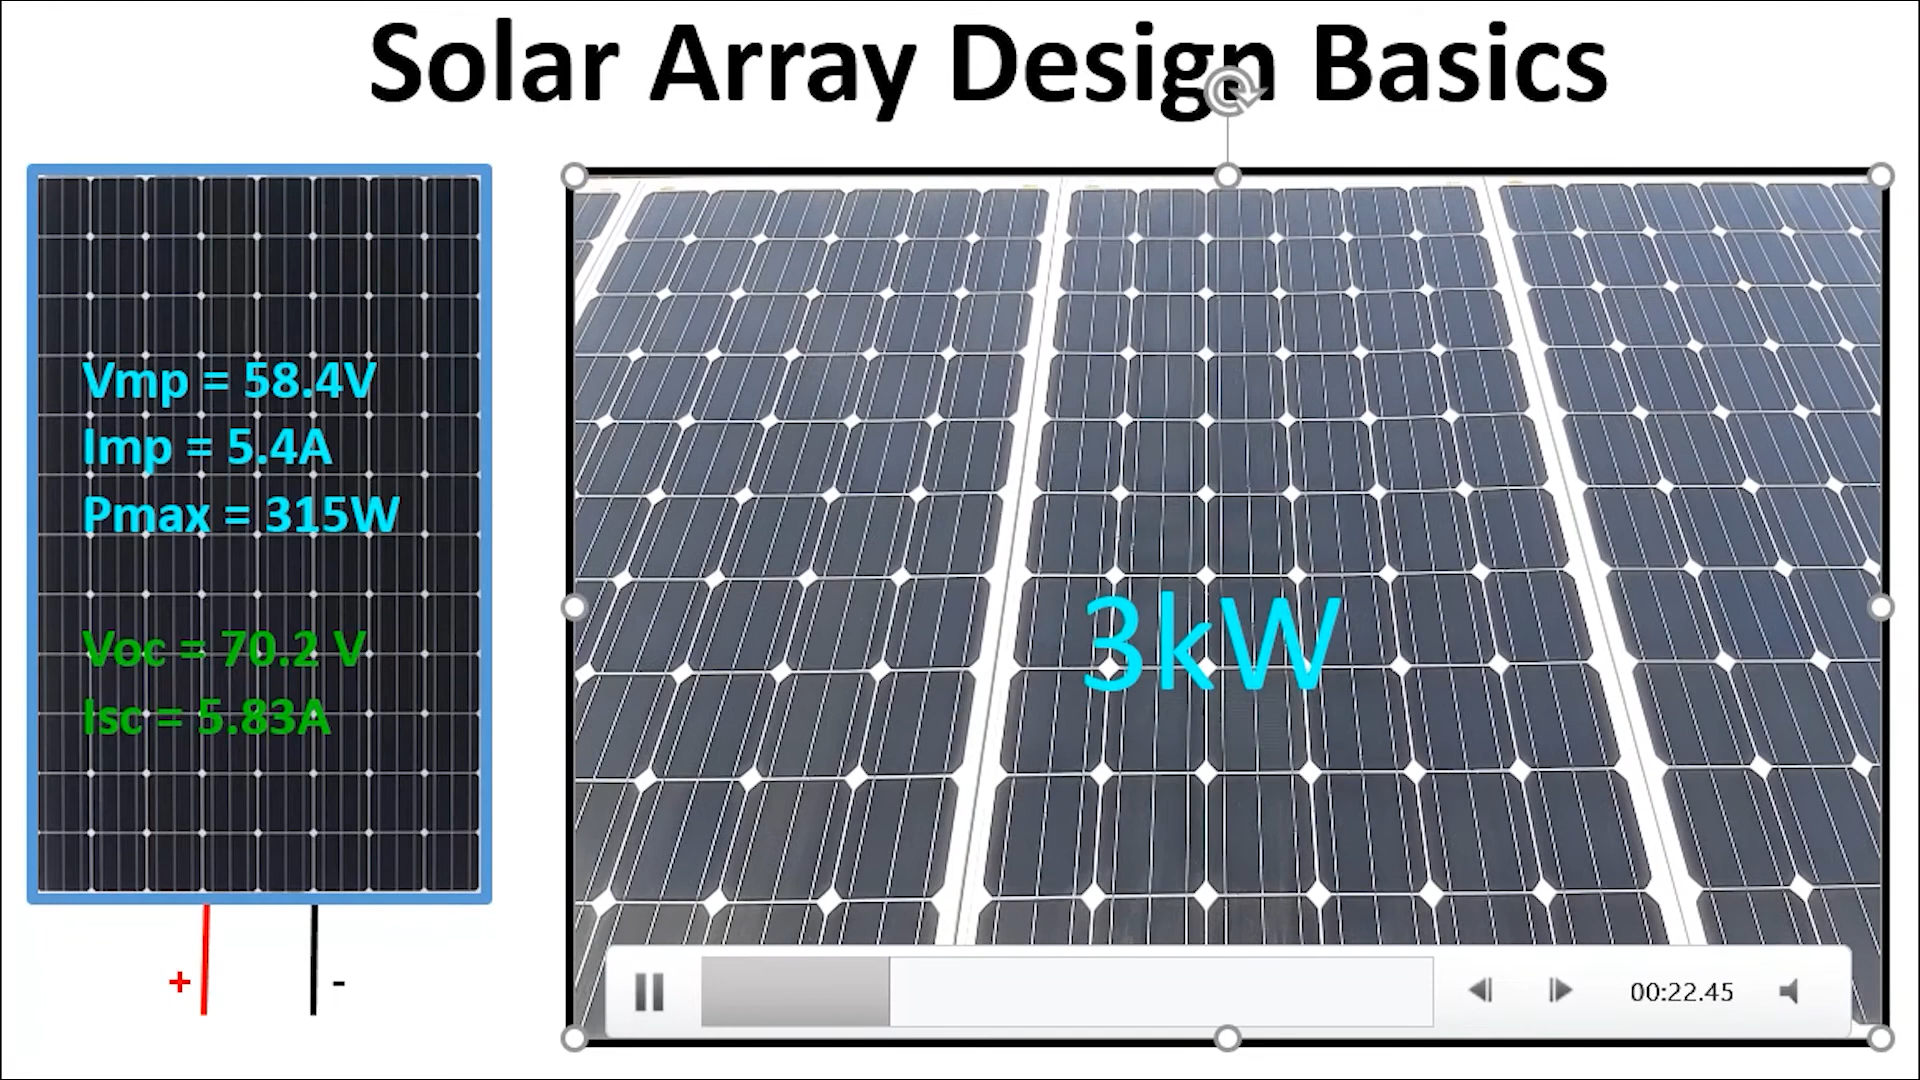 Solar Array Design Basics
Vmp = 58.4V
Imp = 5.4A
Pmax = 315W
Voc = 70.2 V
Isc = 5.83A
+ -
3kW
00:22.45